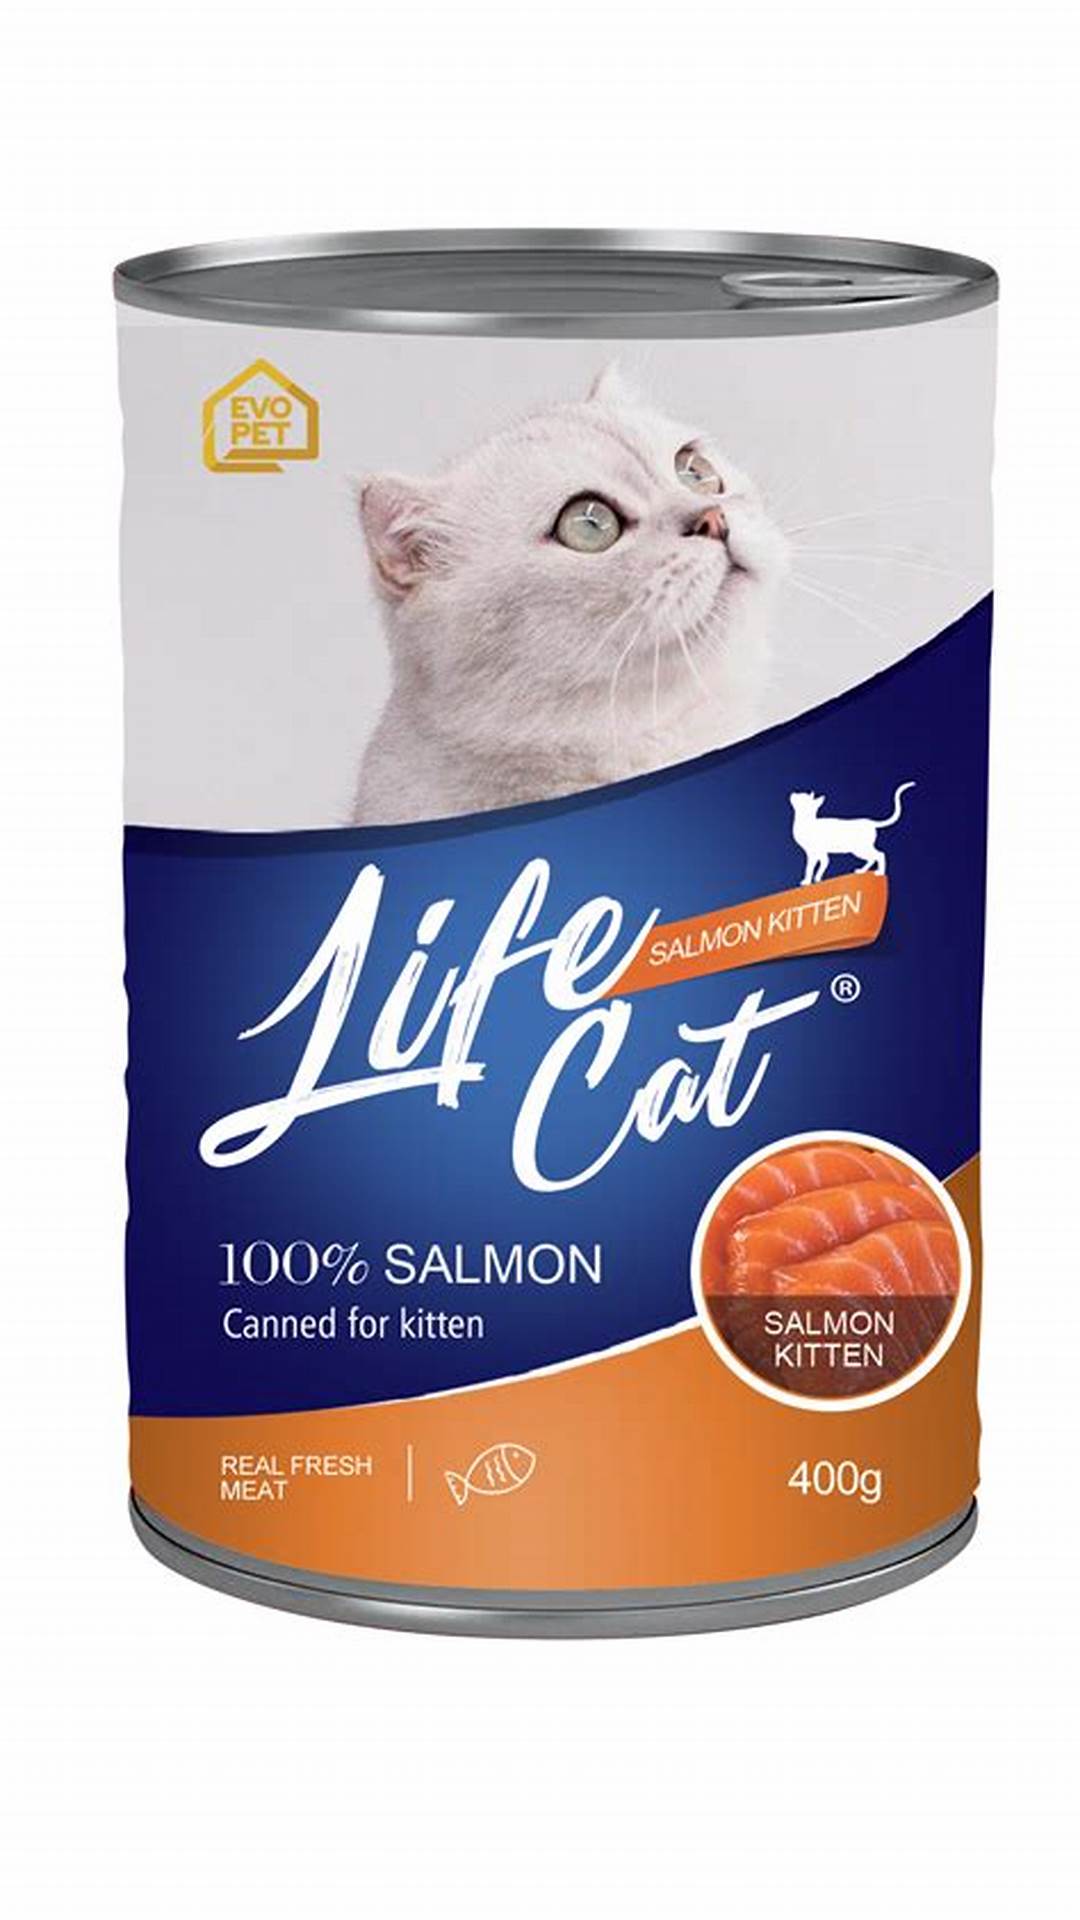 EVO
PET
SALMON KITTEN
Life
Cat®
100% SALMON
Canned for kitten
SALMON
KITTEN
REAL FRESH
MEAT
400g